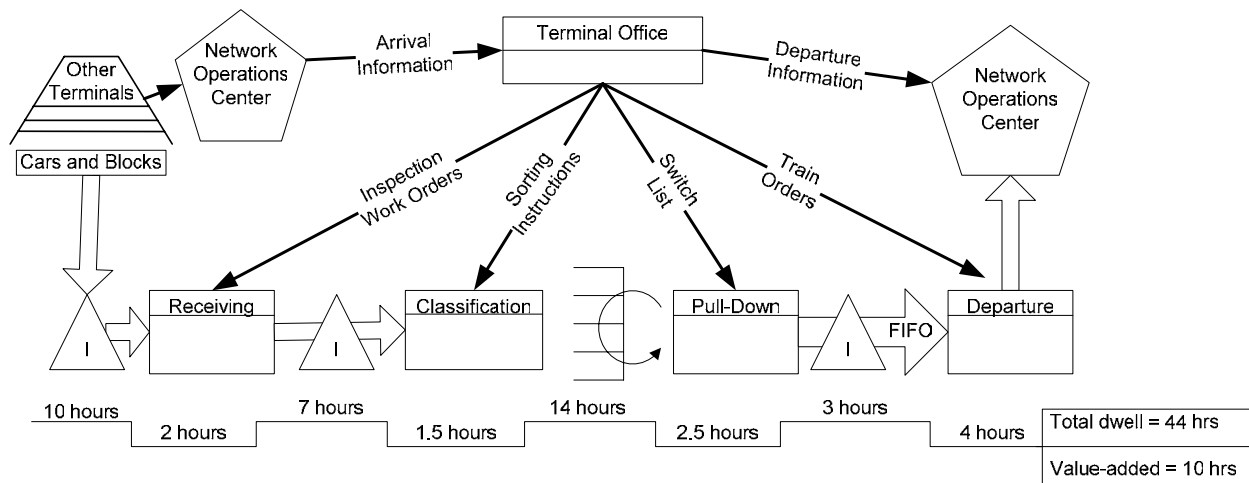 Other
Terminals
Cars and Blocks
Network
Operations
Center
Arrival
Information
Terminal Office
Departure
Information
Network
Operations
Center
Inspection
Work Orders
Sorting
Instructions
Switch
List
Train
Orders
I
Receiving
I
Classification
Pull-Down
I
FIFO
Departure
10 hours
2 hours
7 hours
1.5 hours
14 hours
2.5 hours
3 hours
4 hours
Total dwell = 44 hrs
Value-added = 10 hrs